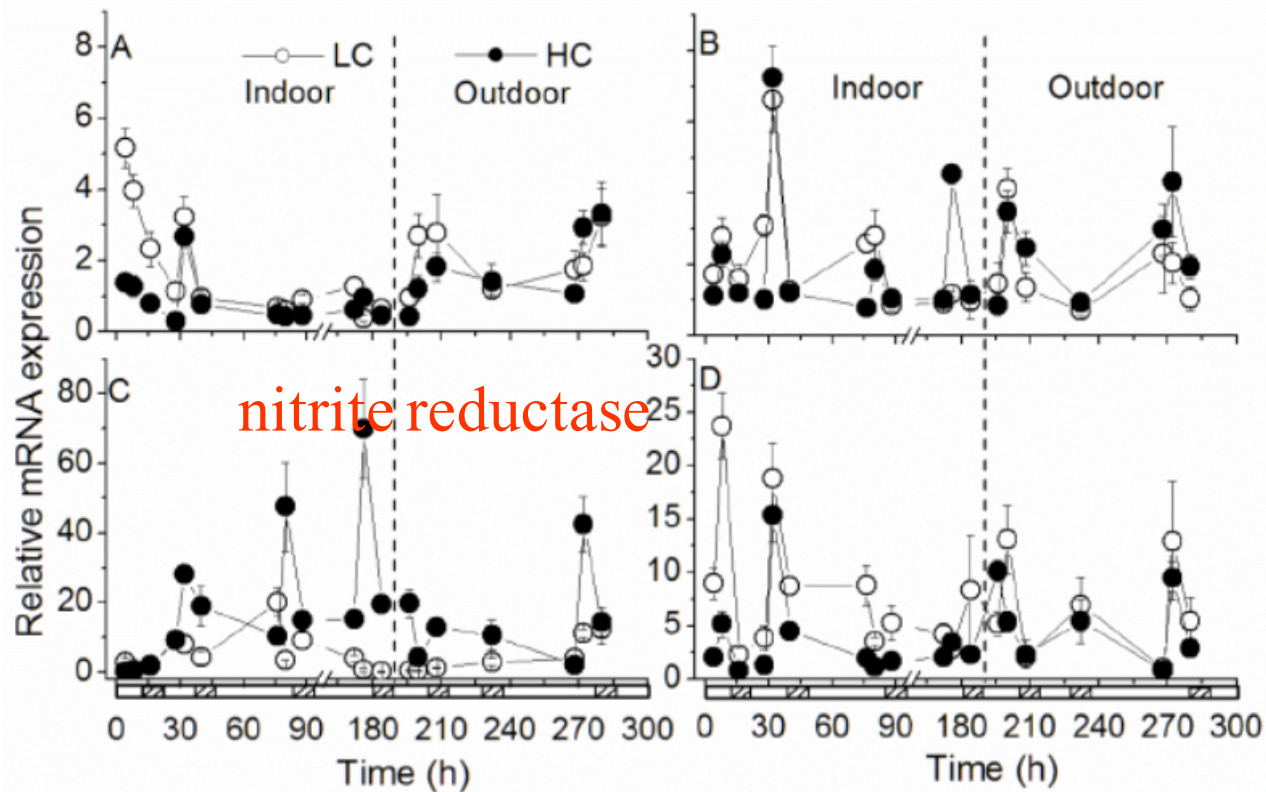 A
LC
HC
Indoor
Outdoor
B
Indoor
Outdoor
8
6
4
2
0
Relative mRNA expression
C
nitrite reductase
D
80
60
40
20
0
30
25
20
15
10
5
0
0 30 60 90 180 210 240 270 300
0 30 60 90 180 210 240 270 300
Time (h)
Time (h)